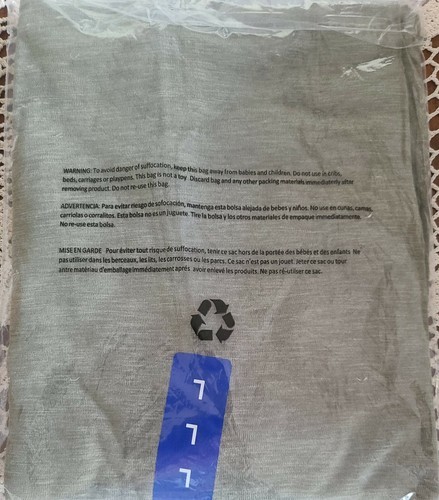 WARNING: To avoid danger of suffocation, keep this bag away from babies and children. Do not use in cribs,
beds, carriages or playpens. This bag is not a toy. Discard bag and any other packing materials immediately after
removing product. Do not re-use this bag.
ADVERTENCIA: Para evitar riesgo de sofocación, mantenga esta bolsa alejada de bebes y niños. No use en cunas, camas,
carriolas o corralitos. Esta bolsa no es un juguete. Tire la bolsa y los otros materiales de empaque immediatamente.
No re-use esta bolsa.
MISE EN GARDE Pour éviter tout risque de suffocation, tenir ce sac hors de la portée des bébés et des enfants Ne
pas utiliser dans les berceaux, les lits, les carrosses ou les parcs. Ce sac n'est pas un jouet. Jeter ce sac ou tour
antre matériau d'emballage immédiatement après avoir enlevé les produits. Ne pas ré-utiliser ce sac.
L
L
L